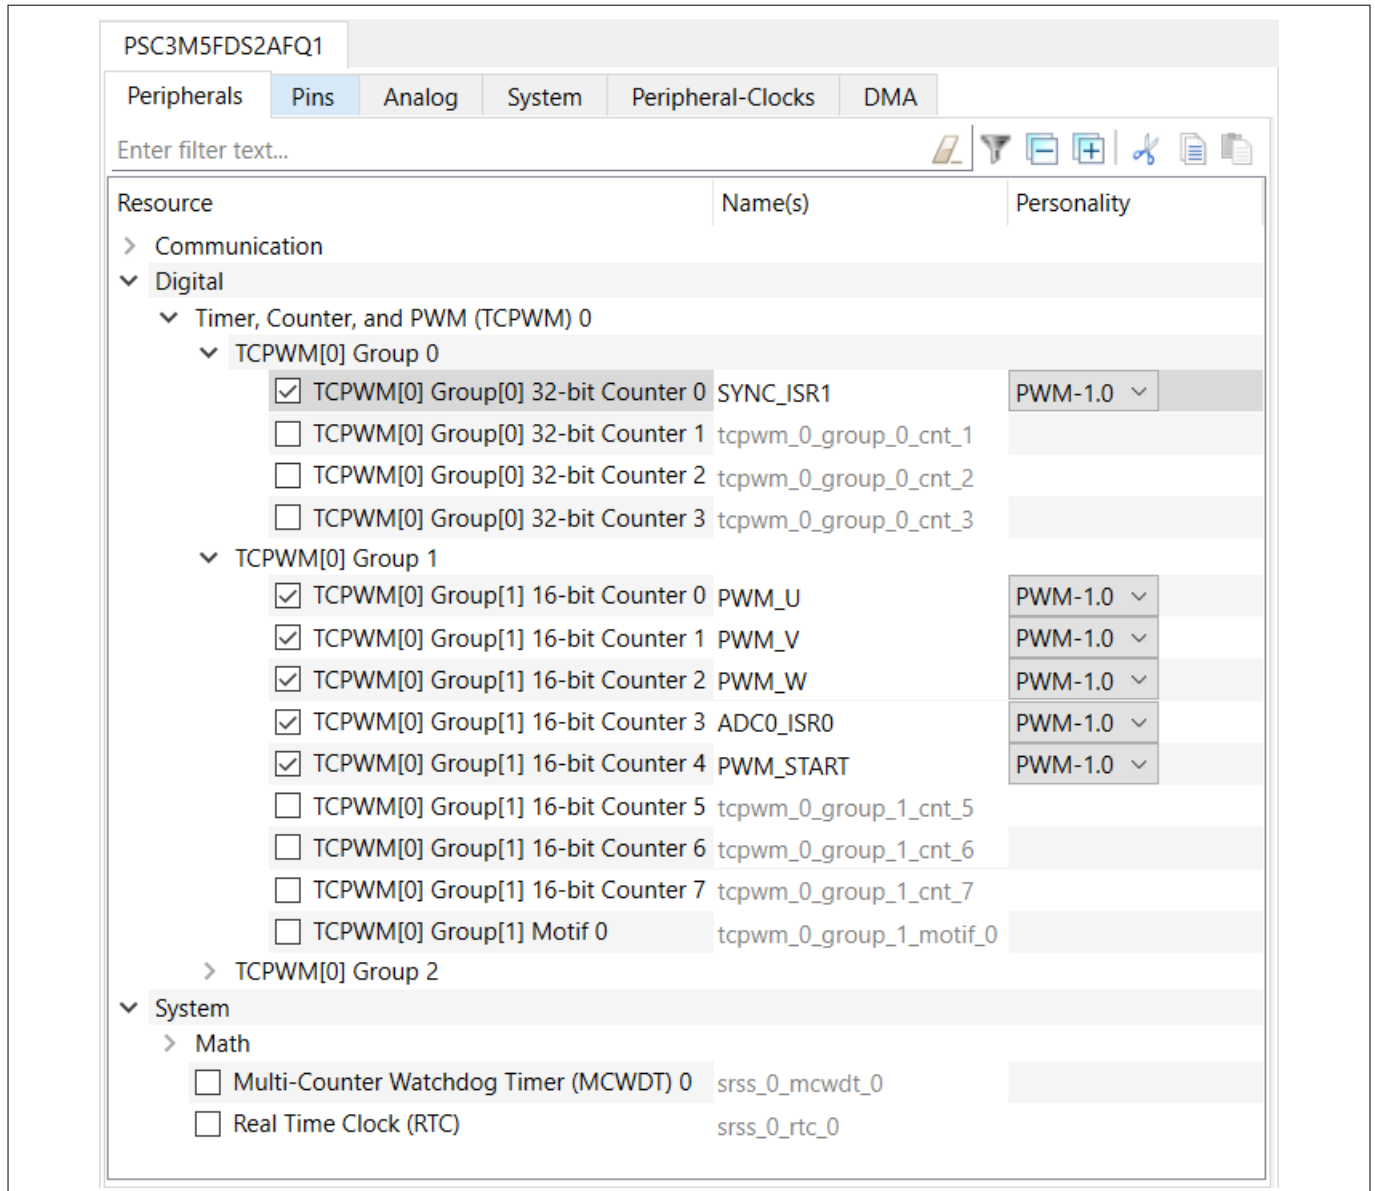 PSC3M5FDS2AFQ1
Peripherals Pins Analog System Peripheral-Clocks DMA
Enter filter text...
Resource Name(s) Personality
Communication
Digital
Timer, Counter, and PWM (TCPWM) 0
TCPWM[0] Group 0
TCPWM[0] Group[0] 32-bit Counter 0 SYNC_ISR1 PWM-1.0
TCPWM[0] Group[0] 32-bit Counter 1 tcpwm_0_group_0_cnt_1
TCPWM[0] Group[0] 32-bit Counter 2 tcpwm_0_group_0_cnt_2
TCPWM[0] Group[0] 32-bit Counter 3 tcpwm_0_group_0_cnt_3
TCPWM[0] Group 1
TCPWM[0] Group[1] 16-bit Counter 0 PWM_U PWM-1.0
TCPWM[0] Group[1] 16-bit Counter 1 PWM_V PWM-1.0
TCPWM[0] Group[1] 16-bit Counter 2 PWM_W PWM-1.0
TCPWM[0] Group[1] 16-bit Counter 3 ADC0_ISR0 PWM-1.0
TCPWM[0] Group[1] 16-bit Counter 4 PWM_START PWM-1.0
TCPWM[0] Group[1] 16-bit Counter 5 tcpwm_0_group_1_cnt_5
TCPWM[0] Group[1] 16-bit Counter 6 tcpwm_0_group_1_cnt_6
TCPWM[0] Group[1] 16-bit Counter 7 tcpwm_0_group_1_cnt_7
TCPWM[0] Group[1] Motif 0 tcpwm_0_group_1_motif_0
TCPWM[0] Group 2
System
Math
Multi-Counter Watchdog Timer (MCWDT) 0 srss_0_mcwdt_0
Real Time Clock (RTC) srss_0_rtc_0